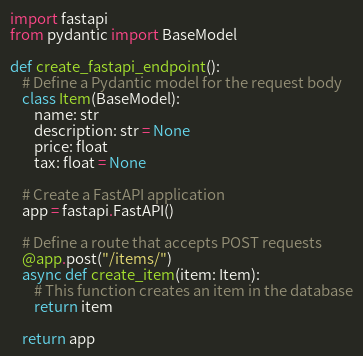 import fastapi
from pydantic import BaseModel

def create_fastapi_endpoint():
    # Define a Pydantic model for the request body
    class Item(BaseModel):
        name: str
        description: str = None
        price: float
        tax: float = None

    # Create a FastAPI application
    app = fastapi.FastAPI()

    # Define a route that accepts POST requests
    @app.post("/items/")
    async def create_item(item: Item):
        # This function creates an item in the database
        return item

    return app